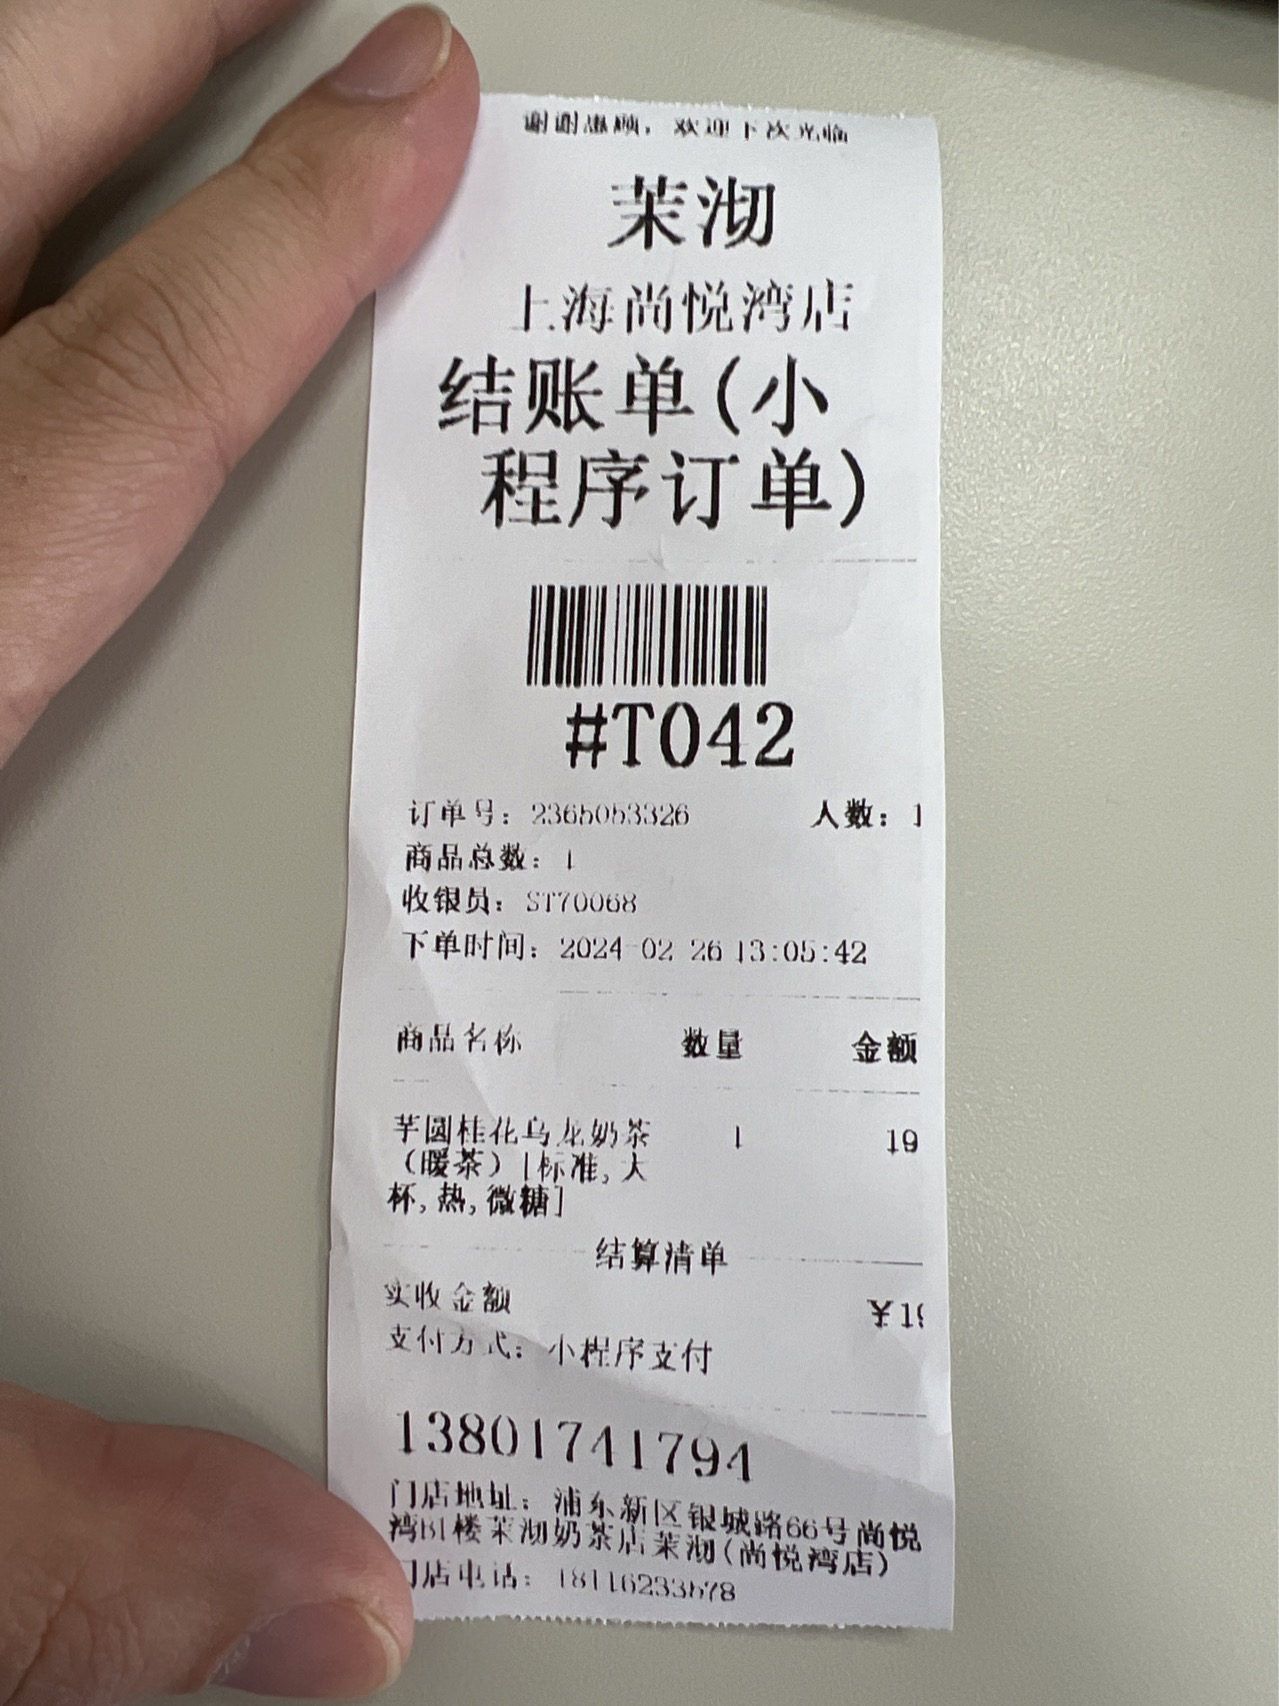 谢谢惠顾，欢迎下次光临
茉沏
上海尚悦湾店
结账单(小
程序订单)
#T042
订单号：2365053326 人数：1
商品总数：1
收银员：ST70068
下单时间：2024-02-26 13:05:42
商品名称 数量 金额
芋圆桂花乌龙奶茶 1 19
（暖茶）[标准,大
杯,热,微糖]
结算清单
实收金额 ¥19
支付方式：小程序支付
13801741794
门店地址：浦东新区银城路66号尚悦
湾B1楼茉沏奶茶店茉沏(尚悦湾店)
门店电话：18116233578